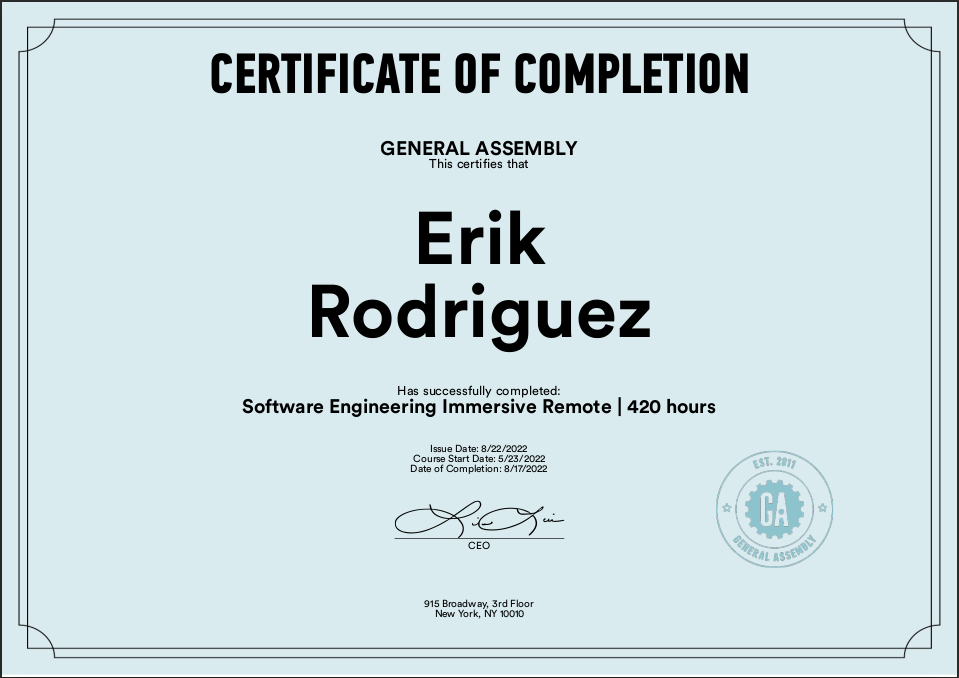 CERTIFICATE OF COMPLETION
GENERAL ASSEMBLY
This certifies that
Erik
Rodriguez
Has successfully completed:
Software Engineering Immersive Remote | 420 hours
Issue Date: 8/22/2022
Course Start Date: 5/23/2022
Date of Completion: 8/17/2022
CEO
EST. 2011
GA
GENERAL ASSEMBLY
915 Broadway, 3rd Floor
New York, NY 10010